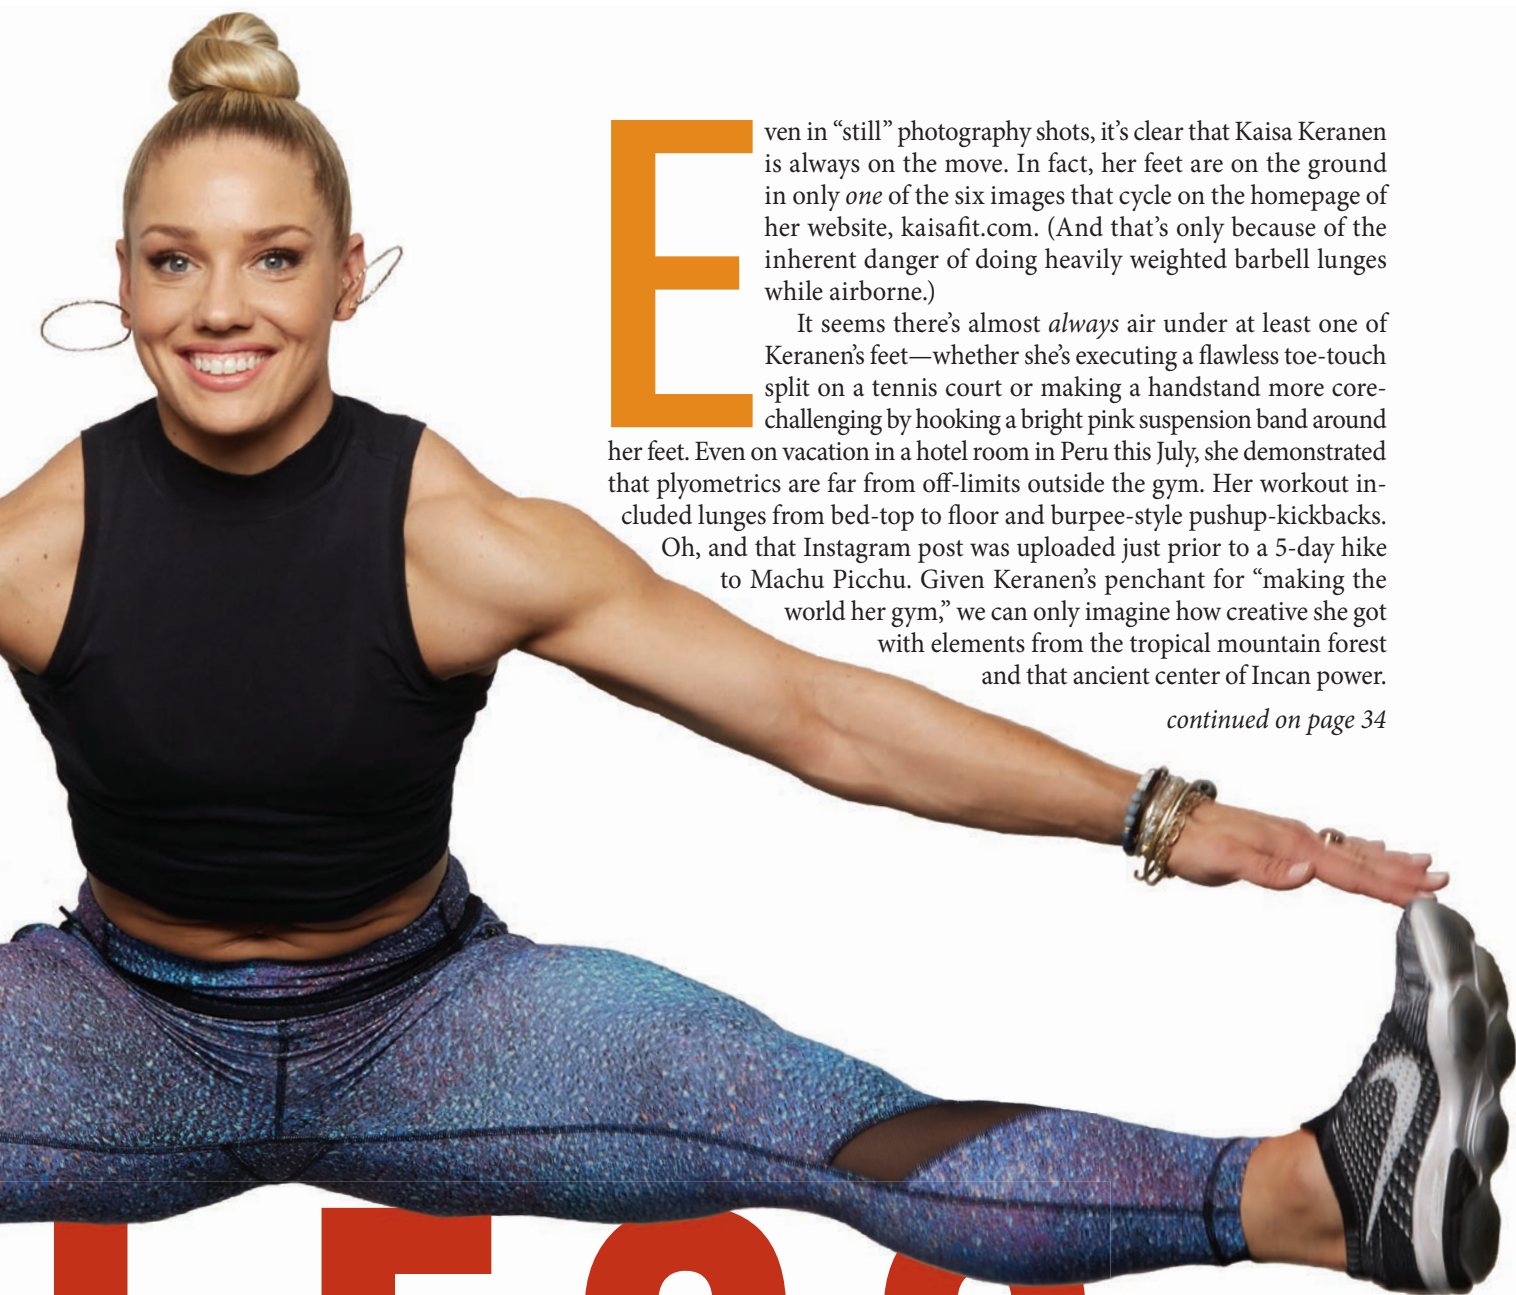 Even in “still” photography shots, it’s clear that Kaisa Keranen
is always on the move. In fact, her feet are on the ground
in only one of the six images that cycle on the homepage of
her website, kaisafit.com. (And that’s only because of the
inherent danger of doing heavily weighted barbell lunges
while airborne.)
It seems there’s almost always air under at least one of
Keranen’s feet—whether she’s executing a flawless toe-touch
split on a tennis court or making a handstand more core-
challenging by hooking a bright pink suspension band around
her feet. Even on vacation in a hotel room in Peru this July, she demonstrated
that plyometrics are far from off-limits outside the gym. Her workout in-
cluded lunges from bed-top to floor and burpee-style pushup-kickbacks.
Oh, and that Instagram post was uploaded just prior to a 5-day hike
to Machu Picchu. Given Keranen’s penchant for “making the
world her gym,” we can only imagine how creative she got
with elements from the tropical mountain forest
and that ancient center of Incan power.
continued on page 34